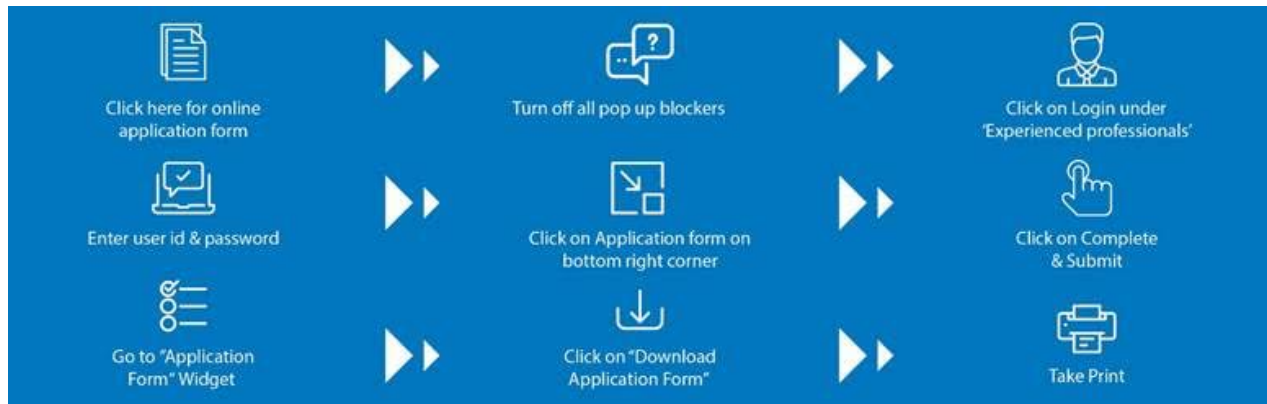 Click here for online
application form
Turn off all pop up blockers
Click on Login under
'Experienced professionals'
Enter user id & password
Click on Application form on
bottom right corner
Click on Complete
& Submit
Go to "Application
Form" Widget
Click on "Download
Application Form"
Take Print